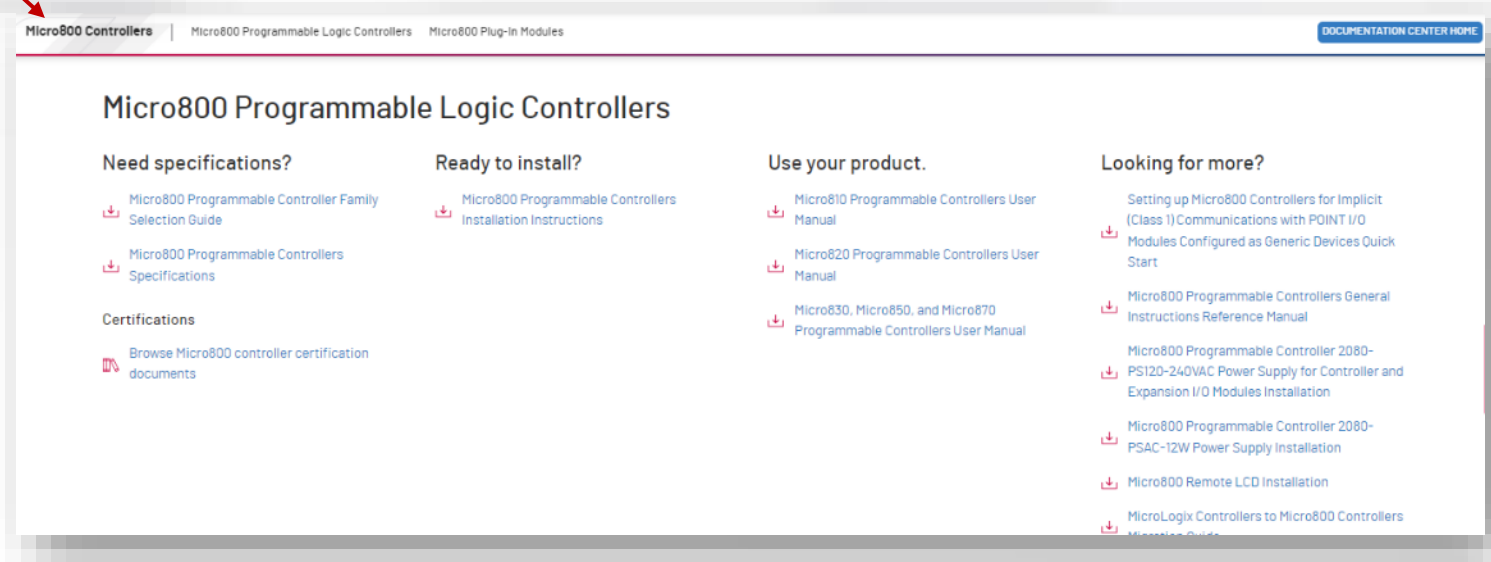 Micro800 Controllers
Micro800 Programmable Logic Controllers
Micro800 Plug-In Modules
DOCUMENTATION CENTER HOME
Micro800 Programmable Logic Controllers
Need specifications?
Micro800 Programmable Controller Family
Selection Guide
Micro800 Programmable Controllers
Specifications
Certifications
Browse Micro800 controller certification
documents
Ready to install?
Micro800 Programmable Controllers
Installation Instructions
Use your product.
Micro810 Programmable Controllers User
Manual
Micro820 Programmable Controllers User
Manual
Micro830, Micro850, and Micro870
Programmable Controllers User Manual
Looking for more?
Setting up Micro800 Controllers for Implicit
(Class 1) Communications with POINT I/O
Modules Configured as Generic Devices Quick
Start
Micro800 Programmable Controllers General
Instructions Reference Manual
Micro800 Programmable Controller 2080-
PS120-240VAC Power Supply for Controller and
Expansion I/O Modules Installation
Micro800 Programmable Controller 2080-
PSAC-12W Power Supply Installation
Micro800 Remote LCD Installation
MicroLogix Controllers to Micro800 Controllers
Migration Guide